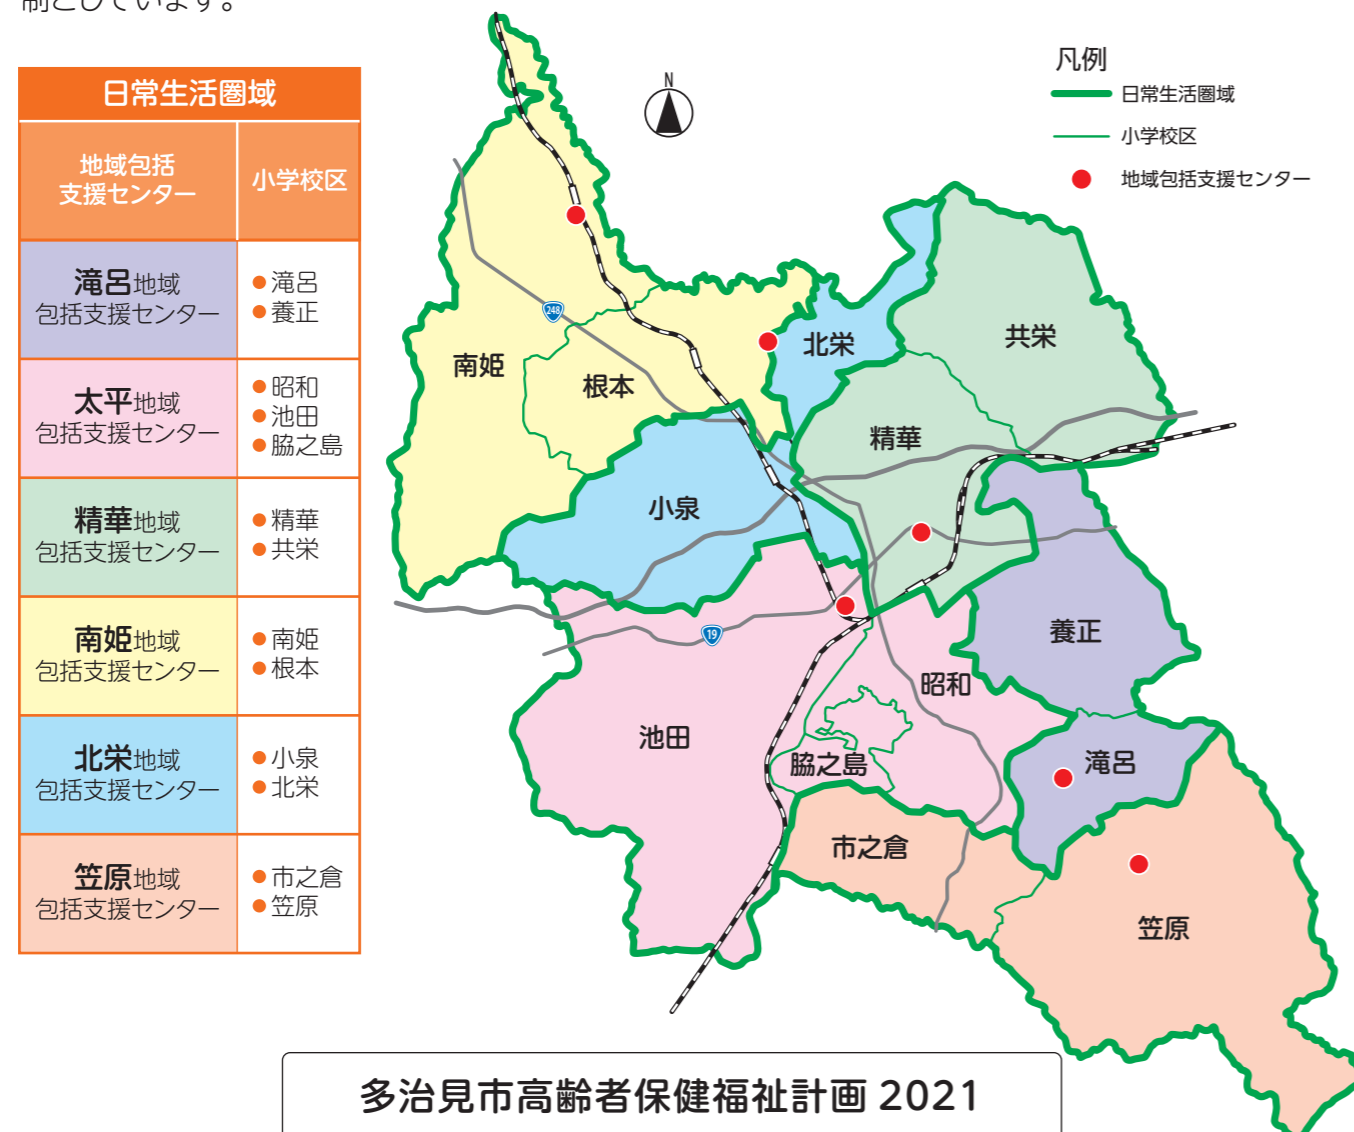 制としています。
日常生活圏域
地域包括
支援センター
小学校区
滝呂地域
包括支援センター
● 滝呂
● 養正
太平地域
包括支援センター
● 昭和
● 池田
● 脇之島
精華地域
包括支援センター
● 精華
● 共栄
南姫地域
包括支援センター
● 南姫
● 根本
北栄地域
包括支援センター
● 小泉
● 北栄
笠原地域
包括支援センター
● 市之倉
● 笠原
N
凡例
日常生活圏域
小学校区
地域包括支援センター
248
南姫
根本
北栄
共栄
精華
小泉
19
養正
昭和
池田
脇之島
滝呂
市之倉
笠原
多治見市高齢者保健福祉計画 2021